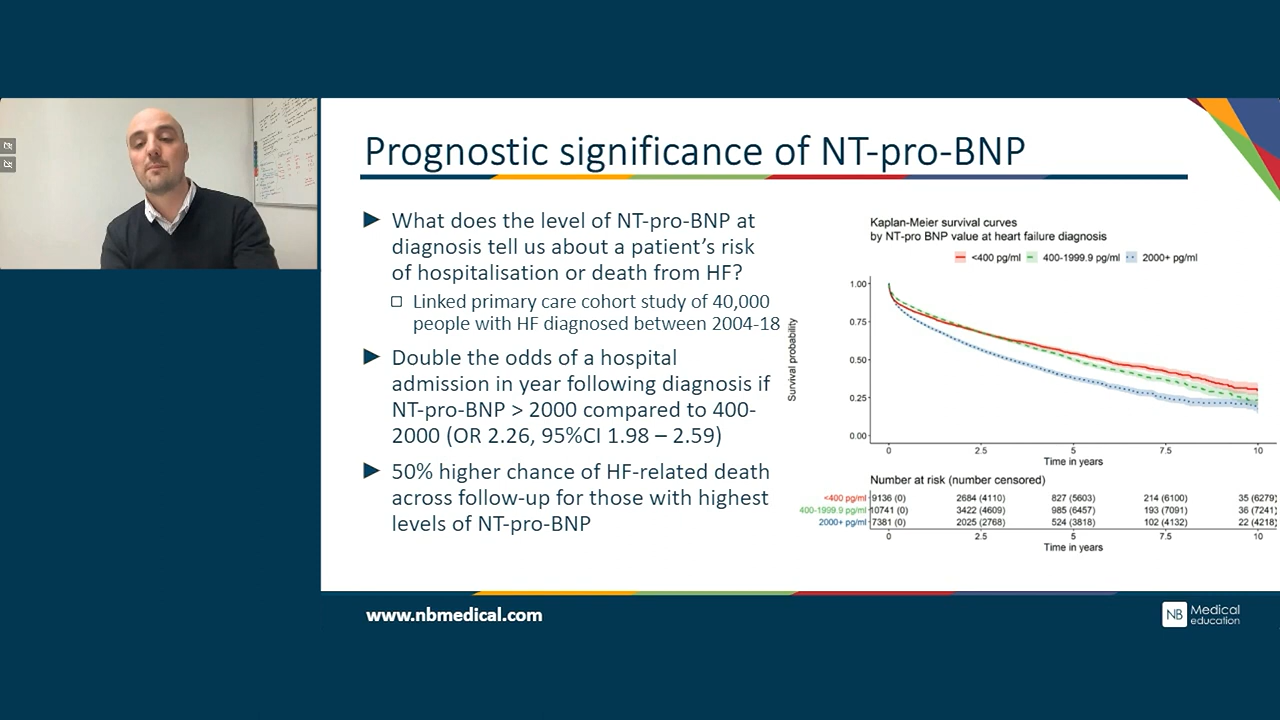 Prognostic significance of NT-pro-BNP
What does the level of NT-pro-BNP at
diagnosis tell us about a patient's risk
of hospitalisation or death from HF?
Linked primary care cohort study of 40,000
people with HF diagnosed between 2004-18
Double the odds of a hospital
admission in year following diagnosis if
NT-pro-BNP > 2000 compared to 400-
2000 (OR 2.26, 95%CI 1.98 – 2.59)
50% higher chance of HF-related death
across follow-up for those with highest
levels of NT-pro-BNP
Kaplan-Meier survival curves
by NT-pro BNP value at heart failure diagnosis
<400 pg/ml 400-1999.9 pg/ml 2000+ pg/ml
Survival probability
1.00
0.75
0.50
0.25
0.00
0 2.5 5 7.5 10
Time in years
Number at risk (number censored)
<400 pg/ml 9136 (0) 2684 (4110) 827 (5603) 214 (6100) 35 (6279)
400-1999.9 pg/ml 10741 (0) 3422 (4609) 985 (6457) 193 (7091) 36 (7241)
2000+ pg/ml 7381 (0) 2025 (2768) 524 (3818) 102 (4132) 22 (4218)
0 2.5 5 7.5 10
Time in years
www.nbmedical.com
NB Medical
education